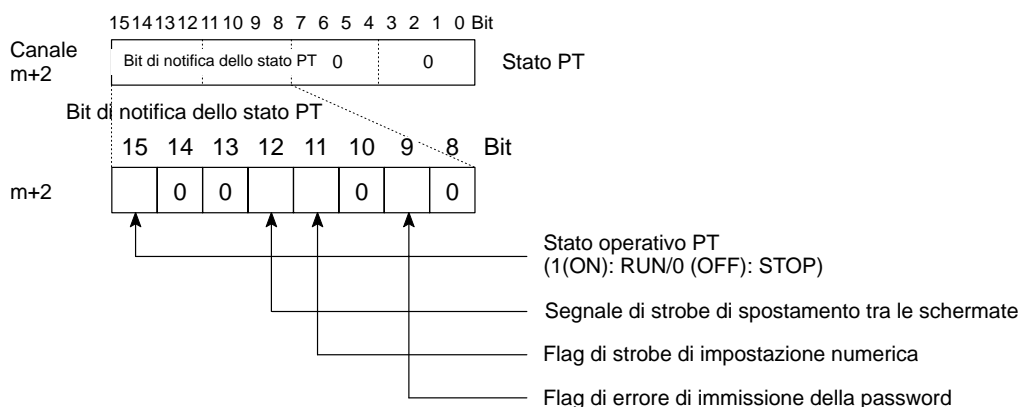 15 14 13 12 11 10 9 8 7 6 5 4 3 2 1 0 Bit
Canale
m+2
Bit di notifica dello stato PT 0 0
Stato PT
Bit di notifica dello stato PT
15 14 13 12 11 10 9 8 Bit
m+2
0 0 0 0
Stato operativo PT
(1(ON): RUN/0 (OFF): STOP)
Segnale di strobe di spostamento tra le schermate
Flag di strobe di impostazione numerica
Flag di errore di immissione della password